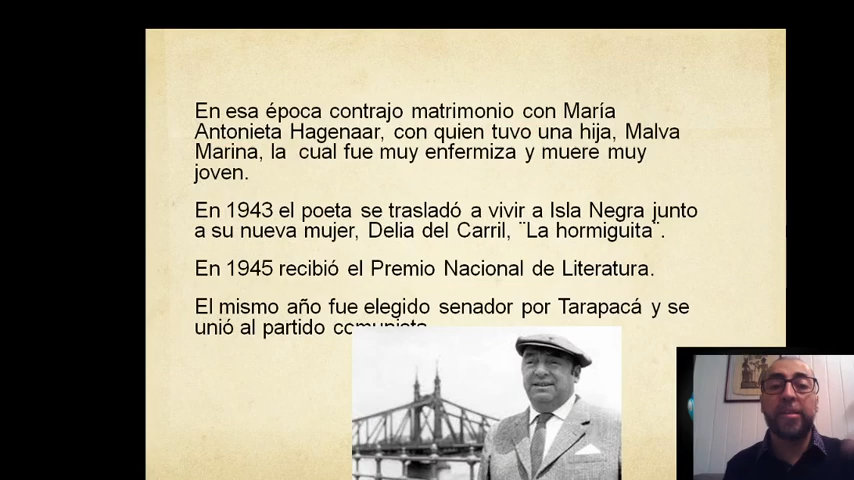 En esa época contrajo matrimonio con María
Antonieta Hagenaar, con quien tuvo una hija, Malva
Marina, la cual fue muy enfermiza y muere muy
joven.
En 1943 el poeta se trasladó a vivir a Isla Negra junto
a su nueva mujer, Delia del Carril, ¨La hormiguita¨.
En 1945 recibió el Premio Nacional de Literatura.
El mismo año fue elegido senador por Tarapacá y se
unió al partido comunista